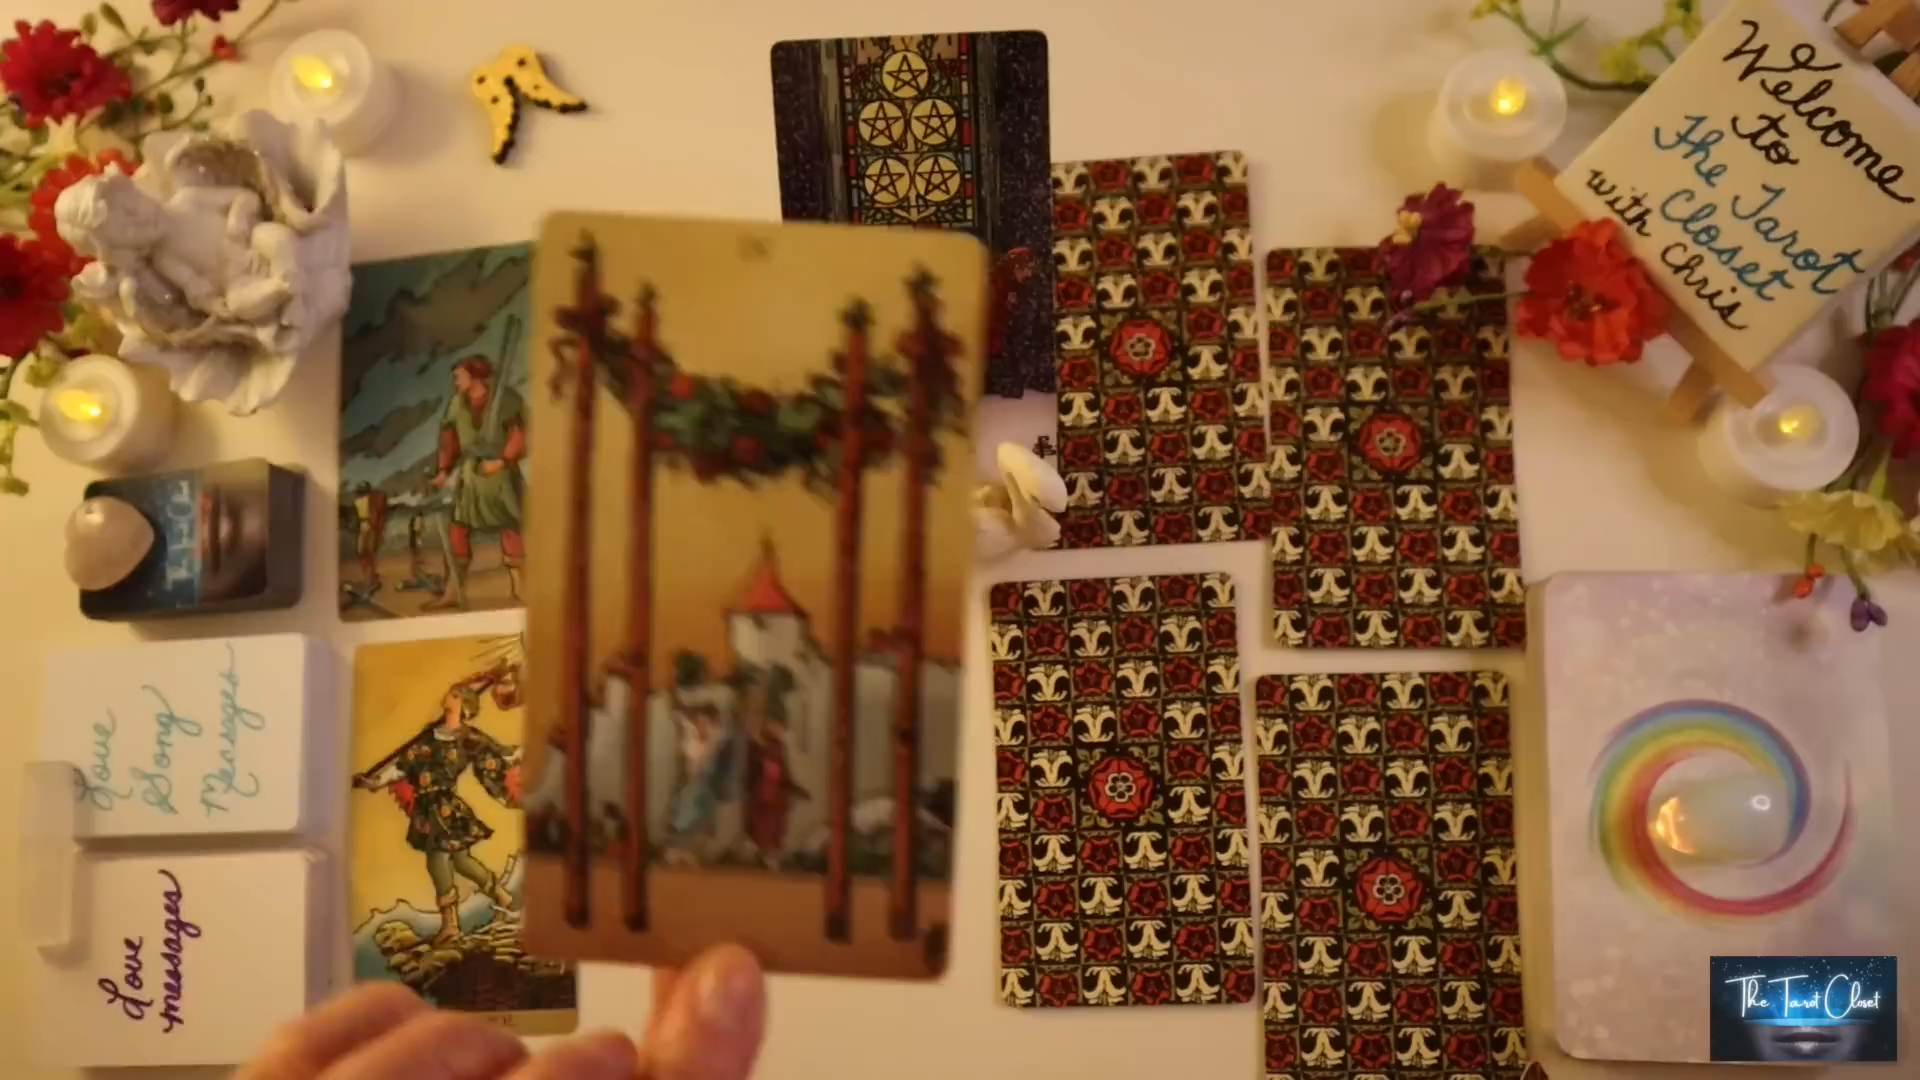 Welcome
to
The Tarot
Closet
with Chris
Love
Song
Messages
Love
messages
The Tarot Closet